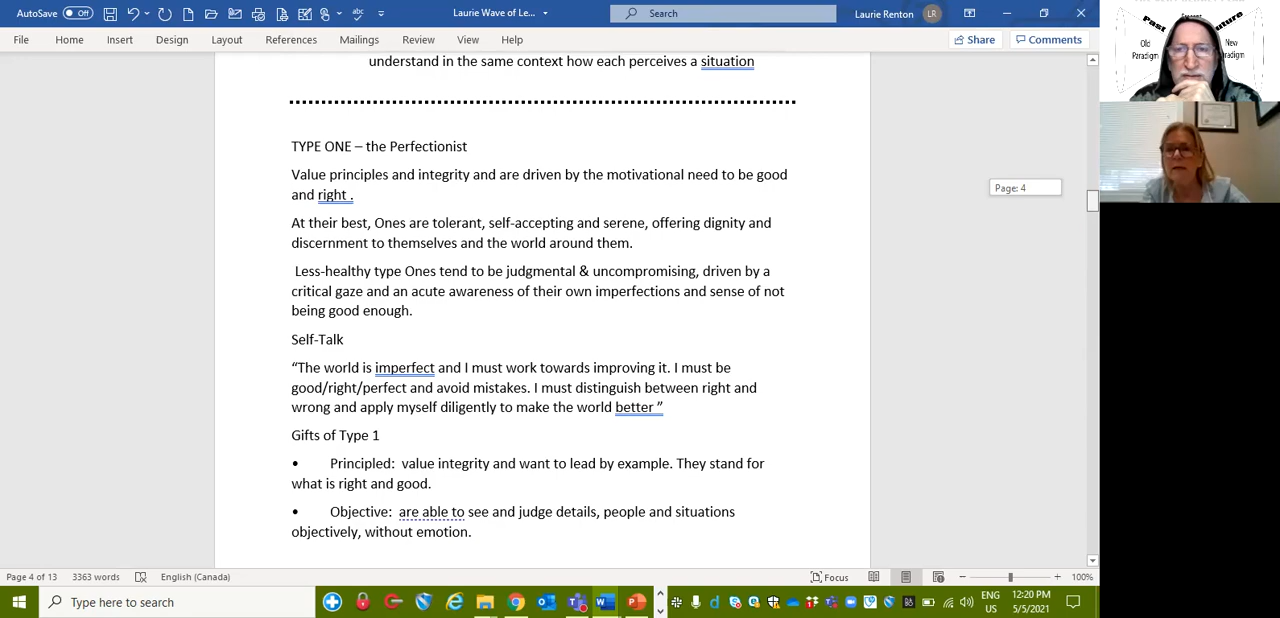 AutoSave Off
Laurie Wave of Le...
Search
Laurie Renton LR
File Home Insert Design Layout References Mailings Review View Help
Share Comments
understand in the same context how each perceives a situation
TYPE ONE – the Perfectionist
Value principles and integrity and are driven by the motivational need to be good
and right .
At their best, Ones are tolerant, self-accepting and serene, offering dignity and
discernment to themselves and the world around them.
Less-healthy type Ones tend to be judgmental & uncompromising, driven by a
critical gaze and an acute awareness of their own imperfections and sense of not
being good enough.
Self-Talk
“The world is imperfect and I must work towards improving it. I must be
good/right/perfect and avoid mistakes. I must distinguish between right and
wrong and apply myself diligently to make the world better ”
Gifts of Type 1
• Principled: value integrity and want to lead by example. They stand for
what is right and good.
• Objective: are able to see and judge details, people and situations
objectively, without emotion.
Page: 4
Page 4 of 13 3363 words English (Canada)
Focus
100%
Type here to search
ENG
US
12:20 PM
5/5/2021
Past
Old
Paradigm
New